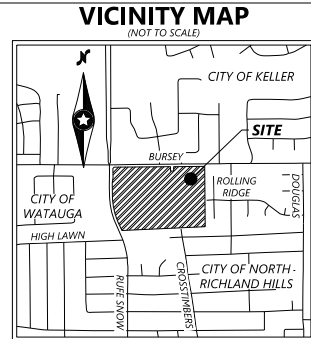 VICINITY MAP
(NOT TO SCALE)
N
CITY OF KELLER
SITE
BURSEY
ROLLING
RIDGE
DOUGLAS
CITY OF
WATAUGA
HIGH LAWN
RUFE SNOW
CROSSTIMBERS
CITY OF NORTH-
RICHLAND HILLS